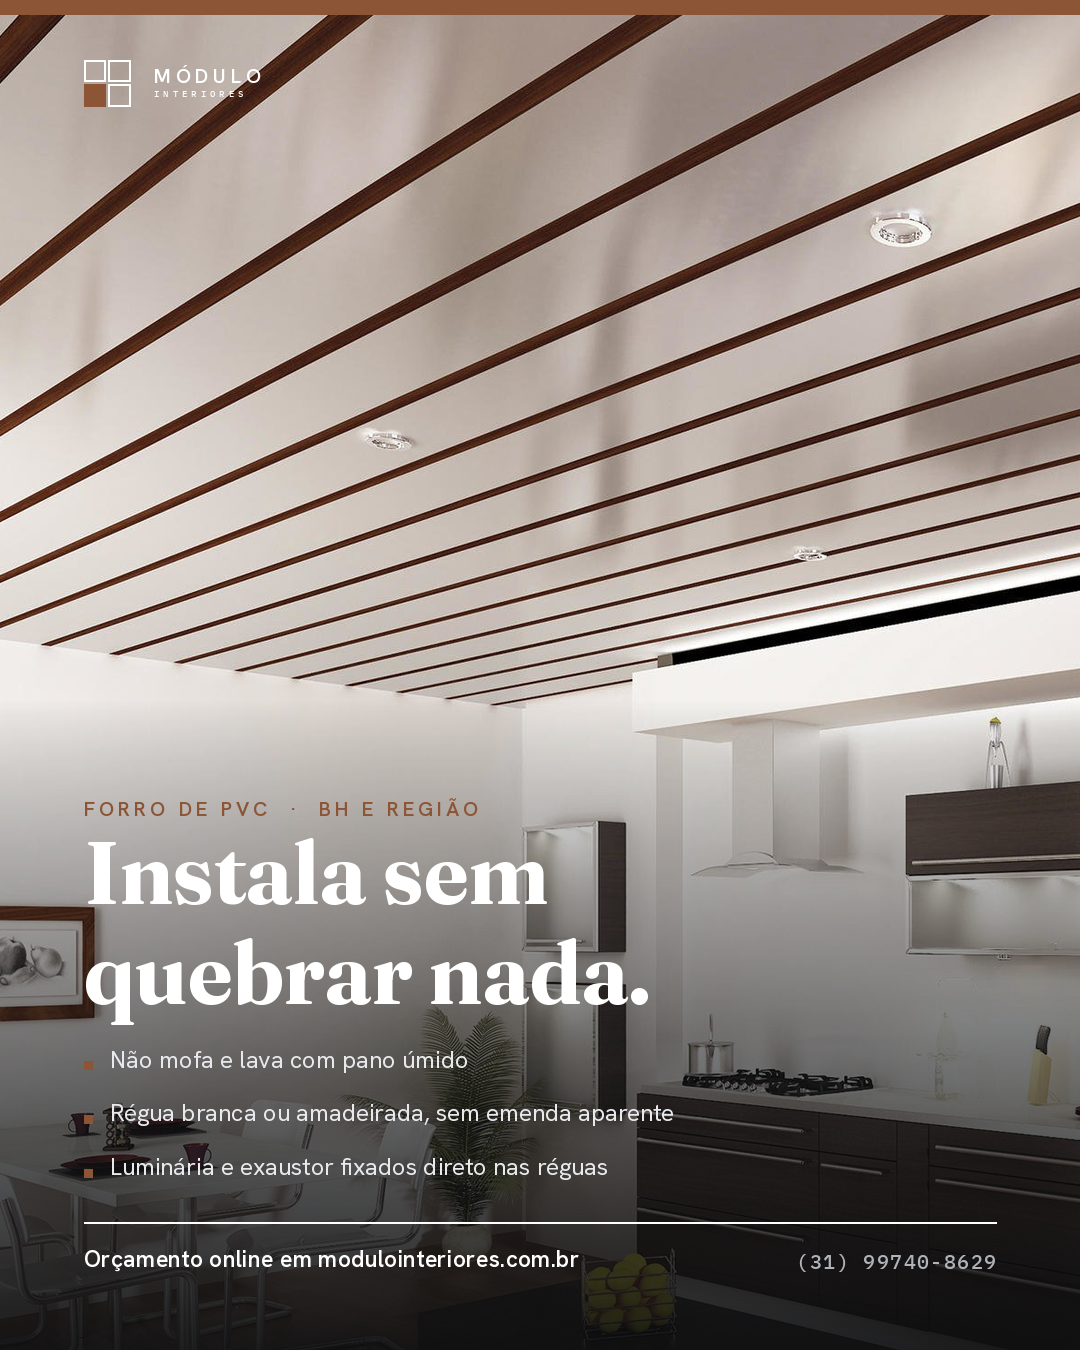 MÓDULO
INTERIORES
FORRO DE PVC · BH E REGIÃO
Instala sem
quebrar nada.
Não mofa e lava com pano úmido
Régua branca ou amadeirada, sem emenda aparente
Luminária e exaustor fixados direto nas réguas
Orçamento online em modulointeriores.com.br
(31) 99740-8629